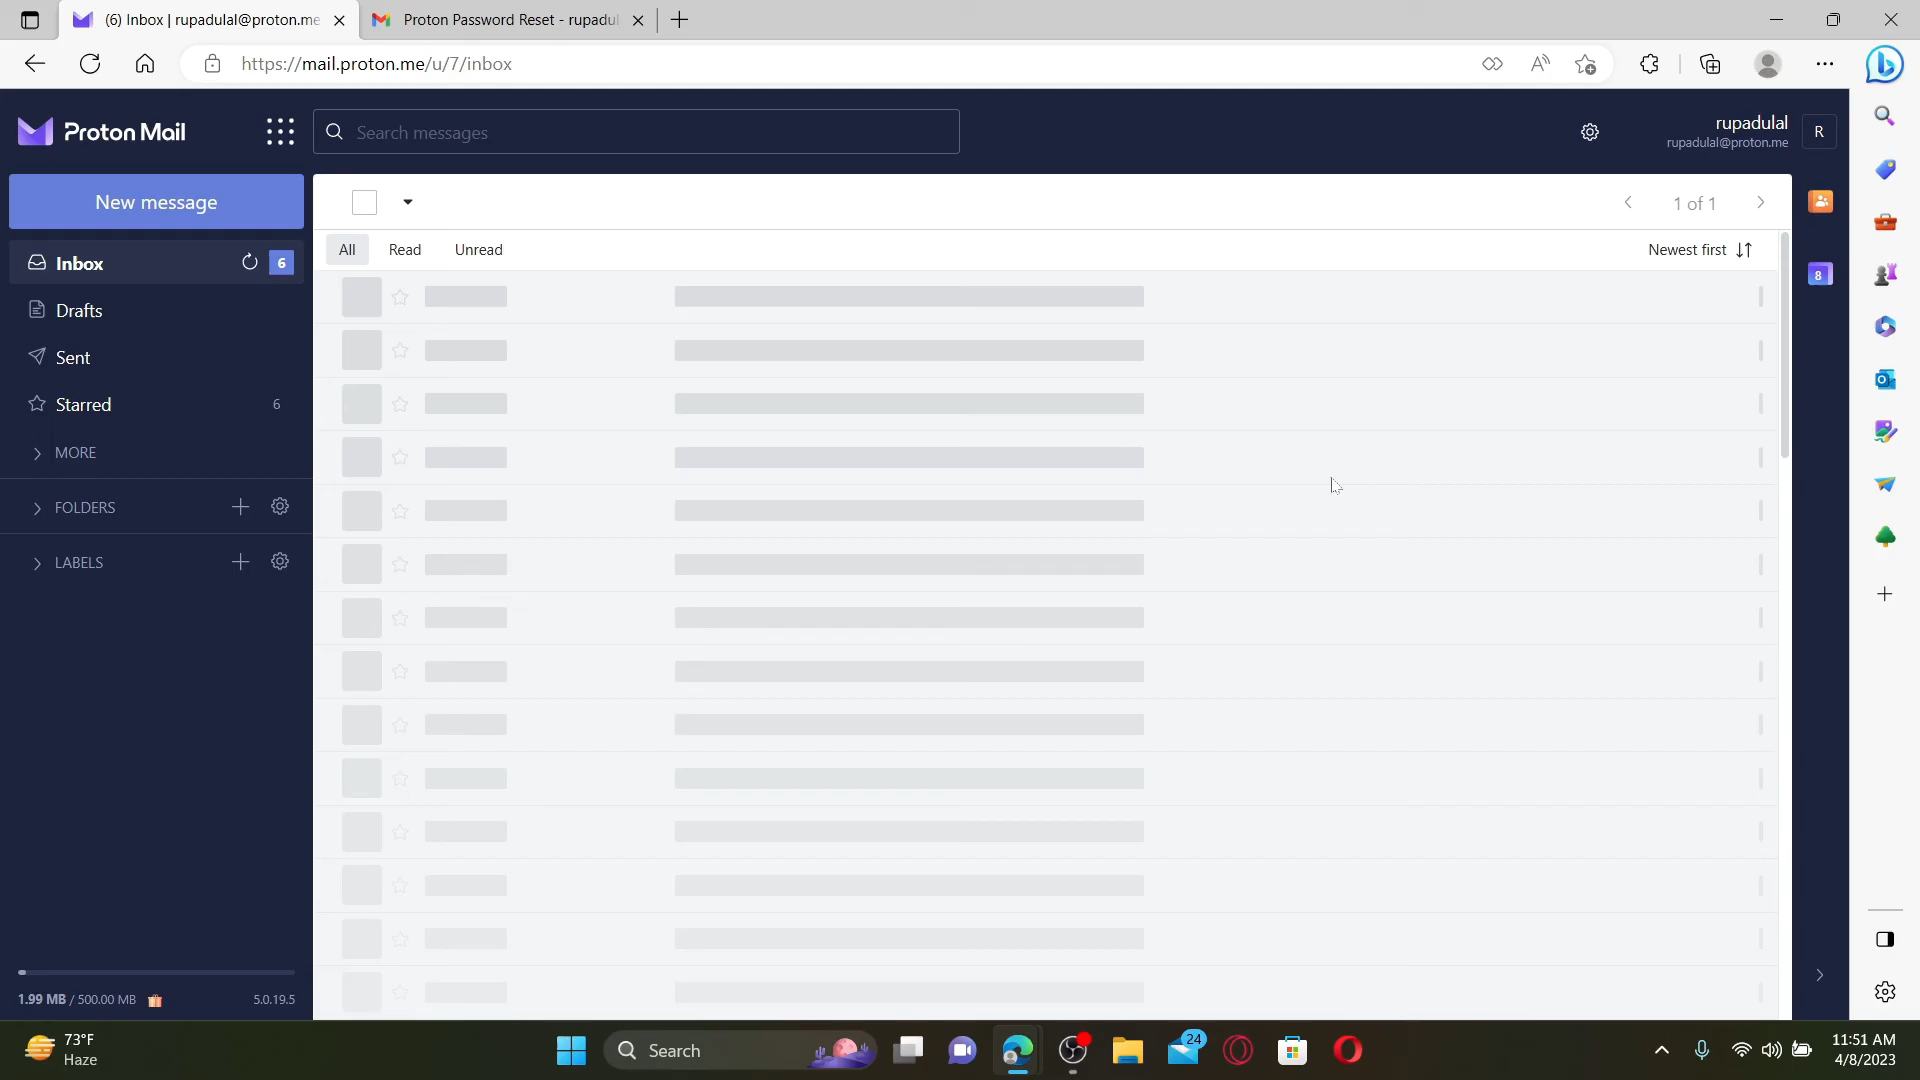 (6) Inbox | rupadulal@proton.me
Proton Password Reset - rupadul
https://mail.proton.me/u/7/inbox
Proton Mail
Search messages
rupadulal
rupadulal@proton.me
R
New message
1 of 1
Inbox
6
All
Read
Unread
Newest first
8
Drafts
Sent
Starred
6
MORE
FOLDERS
LABELS
1.99 MB / 500.00 MB
5.0.19.5
73°F
Haze
Search
24
11:51 AM
4/8/2023